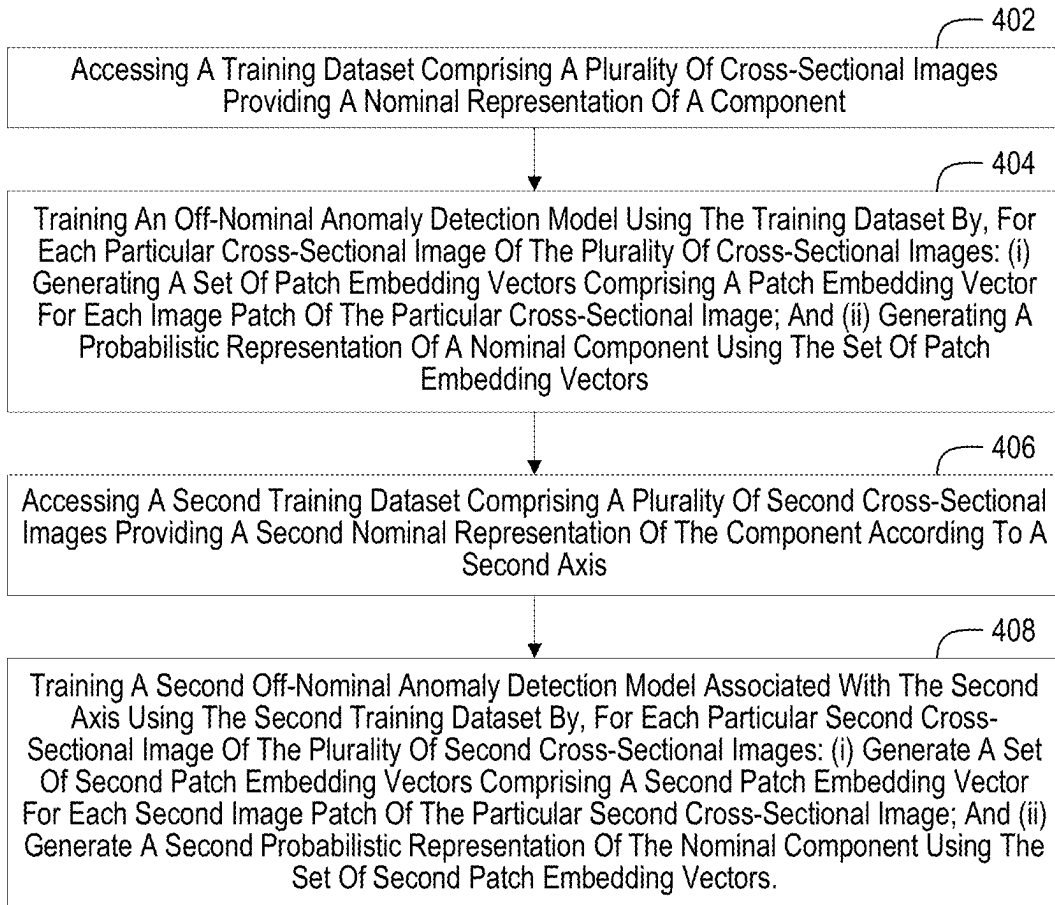 402
Accessing A Training Dataset Comprising A Plurality Of Cross-Sectional Images
Providing A Nominal Representation Of A Component
404
Training An Off-Nominal Anomaly Detection Model Using The Training Dataset By, For
Each Particular Cross-Sectional Image Of The Plurality Of Cross-Sectional Images: (i)
Generating A Set Of Patch Embedding Vectors Comprising A Patch Embedding Vector
For Each Image Patch Of The Particular Cross-Sectional Image; And (ii) Generating A
Probabilistic Representation Of A Nominal Component Using The Set Of Patch
Embedding Vectors
406
Accessing A Second Training Dataset Comprising A Plurality Of Second Cross-Sectional
Images Providing A Second Nominal Representation Of The Component According To A
Second Axis
408
Training A Second Off-Nominal Anomaly Detection Model Associated With The Second
Axis Using The Second Training Dataset By, For Each Particular Second Cross-
Sectional Image Of The Plurality Of Second Cross-Sectional Images: (i) Generate A Set
Of Second Patch Embedding Vectors Comprising A Second Patch Embedding Vector
For Each Second Image Patch Of The Particular Second Cross-Sectional Image; And (ii)
Generate A Second Probabilistic Representation Of The Nominal Component Using The
Set Of Second Patch Embedding Vectors.